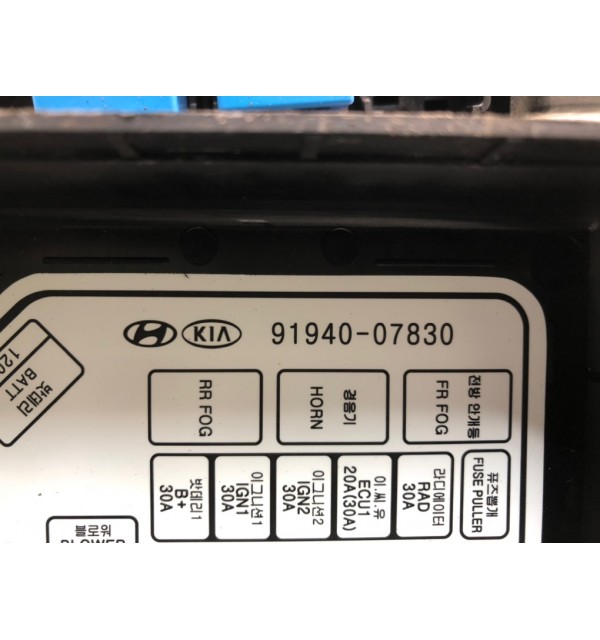 KIA 91940-07830
밧데리
BATT
RR FOG
경음기
HORN
전방 안개등
FR FOG
밧데리1
B+
30A
이그니션1
IGN1
30A
이그니션2
IGN2
30A
이.씨.유
ECU1
20A(30A)
라디에이터
RAD
30A
퓨즈뽑개
FUSE PULLER
블로워
BLOWER